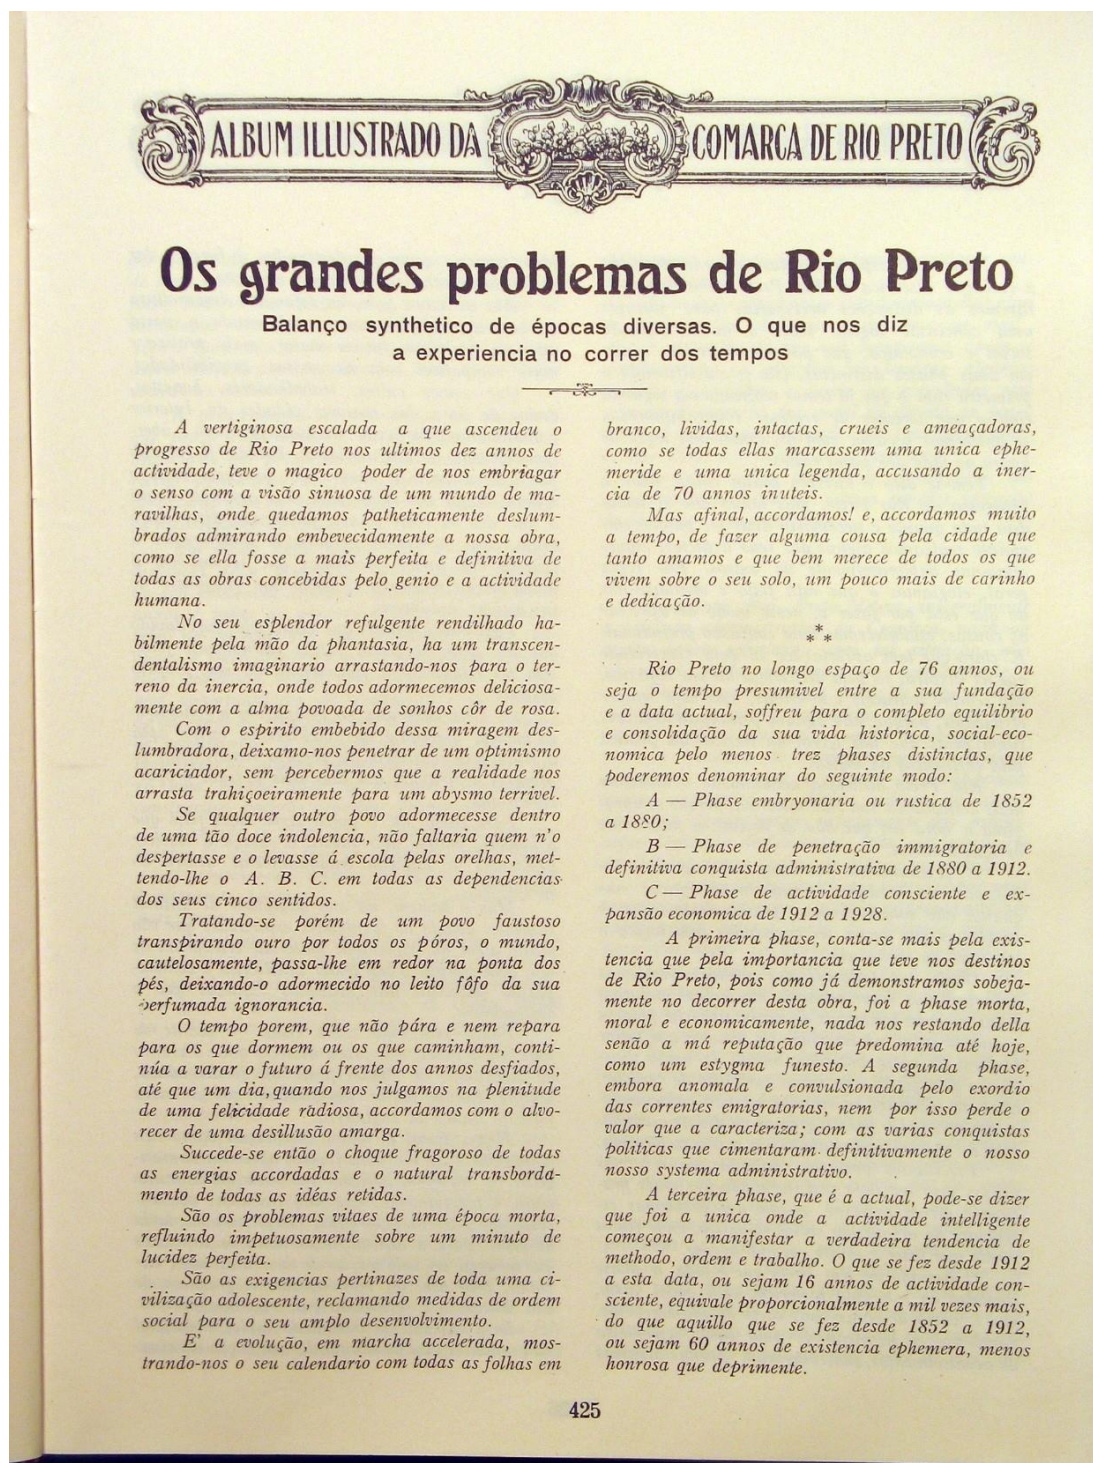 ALBUM ILLUSTRADO DA COMARCA DE RIO PRETO
Os grandes problemas de Rio Preto
Balanço synthetico de épocas diversas. O que nos diz
a experiencia no correr dos tempos
A vertiginosa escalada a que ascendeu o
progresso de Rio Preto nos ultimos dez annos de
actividade, teve o magico poder de nos embriagar
o senso com a visão sinuosa de um mundo de ma-
ravilhas, onde quedamos patheticamente deslum-
brados admirando embevecidamente a nossa obra,
como se ella fosse a mais perfeita e definitiva de
todas as obras concebidas pelo genio e a actividade
humana.
No seu esplendor refulgente rendilhado ha-
bilmente pela mão da phantasia, ha um transcen-
dentalismo imaginario arrastando-nos para o ter-
reno da inercia, onde todos adormecemos deliciosa-
mente com a alma povoada de sonhos côr de rosa.
Com o espirito embebido dessa miragem des-
lumbradora, deixamo-nos penetrar de um optimismo
acariciador, sem percebermos que a realidade nos
arrasta trahiçoeiramente para um abysmo terrivel.
Se qualquer outro povo adormecesse dentro
de uma tão doce indolencia, não faltaria quem n'o
despertasse e o levasse á escola pelas orelhas, met-
tendo-lhe o A. B. C. em todas as dependencias
dos seus cinco sentidos.
Tratando-se porém de um povo faustoso
transpirando ouro por todos os póros, o mundo,
cautelosamente, passa-lhe em redor na ponta dos
pés, deixando-o adormecido no leito fôfo da sua
perfumada ignorancia.
O tempo porem, que não pára e nem repara
para os que dormem ou os que caminham, conti-
núa a varar o futuro á frente dos annos desfiados,
até que um dia, quando nos julgamos na plenitude
de uma felicidade radiosa, accordamos com o alvo-
recer de uma desillusão amarga.
Succede-se então o choque fragoroso de todas
as energias accordadas e o natural transborda-
mento de todas as idéas retidas.
São os problemas vitaes de uma época morta,
refluindo impetuosamente sobre um minuto de
lucidez perfeita.
São as exigencias pertinazes de toda uma ci-
vilização adolescente, reclamando medidas de ordem
social para o seu amplo desenvolvimento.
E' a evolução, em marcha accelerada, mos-
trando-nos o seu calendario com todas as folhas em
branco, lividas, intactas, crueis e ameaçadoras,
como se todas ellas marcassem uma unica ephe-
meride e uma unica legenda, accusando a iner-
cia de 70 annos inuteis.
Mas afinal, accordamos! e, accordamos muito
a tempo, de fazer alguma cousa pela cidade que
tanto amamos e que bem merece de todos os que
vivem sobre o seu solo, um pouco mais de carinho
e dedicação.
*
* *
Rio Preto no longo espaço de 76 annos, ou
seja o tempo presumivel entre a sua fundação
e a data actual, soffreu para o completo equilibrio
e consolidação da sua vida historica, social-eco-
nomica pelo menos trez phases distinctas, que
poderemos denominar do seguinte modo:
A — Phase embryonaria ou rustica de 1852
a 1880;
B — Phase de penetração immigratoria e
definitiva conquista administrativa de 1880 a 1912.
C — Phase de actividade consciente e ex-
pansão economica de 1912 a 1928.
A primeira phase, conta-se mais pela exis-
tencia que pela importancia que teve nos destinos
de Rio Preto, pois como já demonstramos sobeja-
mente no decorrer desta obra, foi a phase morta,
moral e economicamente, nada nos restando della
senão a má reputação que predomina até hoje,
como um estygma funesto. A segunda phase,
embora anomala e convulsionada pelo exordio
das correntes emigratorias, nem por isso perde o
valor que a caracteriza; com as varias conquistas
politicas que cimentaram definitivamente o nosso
nosso systema administrativo.
A terceira phase, que é a actual, pode-se dizer
que foi a unica onde a actividade intelligente
começou a manifestar a verdadeira tendencia de
methodo, ordem e trabalho. O que se fez desde 1912
a esta data, ou sejam 16 annos de actividade con-
sciente, equivale proporcionalmente a mil vezes mais,
do que aquillo que se fez desde 1852 a 1912,
ou sejam 60 annos de existencia ephemera, menos
honrosa que deprimente.
425